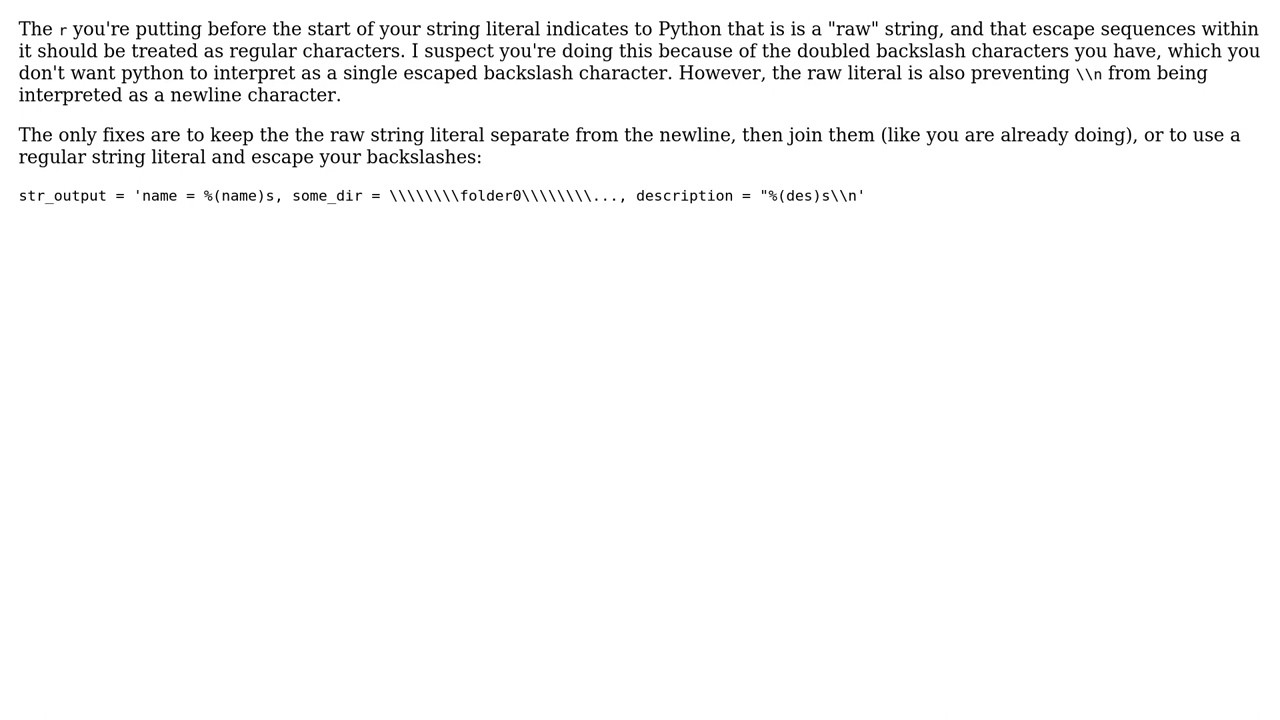 The r you're putting before the start of your string literal indicates to Python that is is a "raw" string, and that escape sequences within
it should be treated as regular characters. I suspect you're doing this because of the doubled backslash characters you have, which you
don't want python to interpret as a single escaped backslash character. However, the raw literal is also preventing \\n from being
interpreted as a newline character.
The only fixes are to keep the the raw string literal separate from the newline, then join them (like you are already doing), or to use a
regular string literal and escape your backslashes:
str_output = 'name = %(name)s, some_dir = \\\\\\\\folder0\\\\\\\\..., description = "%(des)s\\n'